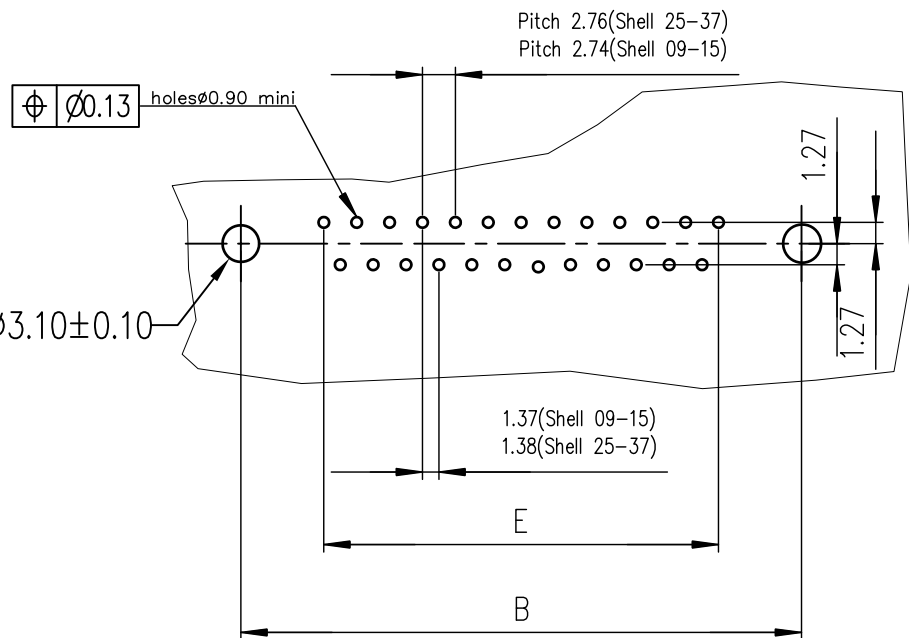 Pitch 2.76(Shell 25-37)
Pitch 2.74(Shell 09-15)
⌖ Ø0.13
holesø0.90 mini
1.27
1.27
Ø3.10±0.10
1.37(Shell 09-15)
1.38(Shell 25-37)
E
B